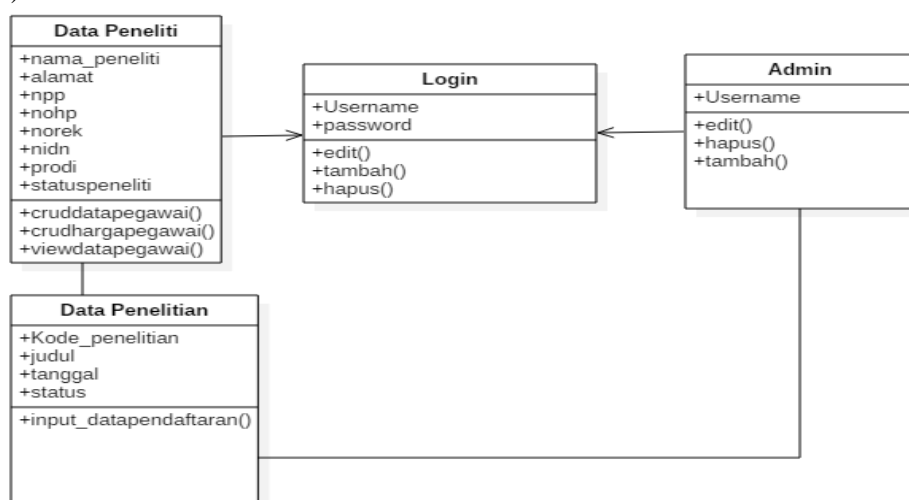 )
Data Peneliti
+nama_peneliti
+alamat
+npp
+nohp
+norek
+nidn
+prodi
+statuspeneliti
+cruddatapegawai()
+crudhargapegawai()
+viewdatapegawai()
Login
+Username
+password
+edit()
+tambah()
+hapus()
Admin
+Username
+edit()
+hapus()
+tambah()
Data Penelitian
+Kode_penelitian
+judul
+tanggal
+status
+input_datapendaftaran()